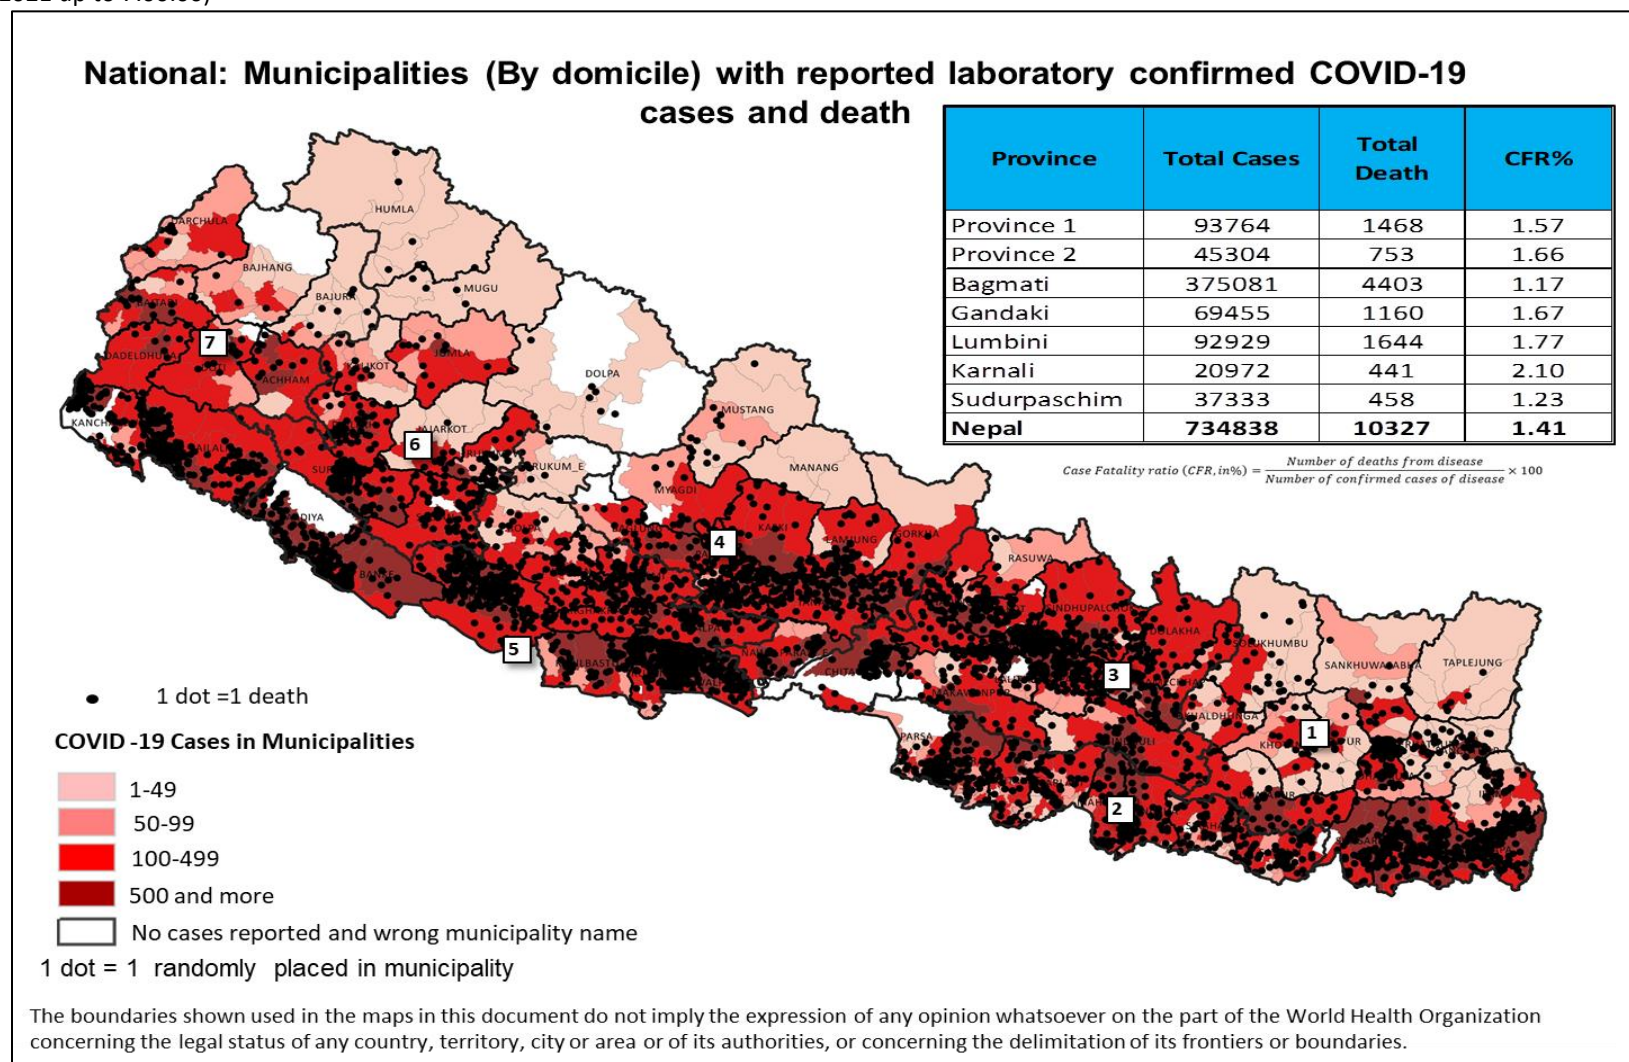 National: Municipalities (By domicile) with reported laboratory confirmed COVID-19
cases and death
Province Total Cases Total Death CFR%
Province 1 93764 1468 1.57
Province 2 45304 753 1.66
Bagmati 375081 4403 1.17
Gandaki 69455 1160 1.67
Lumbini 92929 1644 1.77
Karnali 20972 441 2.10
Sudurpaschim 37333 458 1.23
Nepal 734838 10327 1.41
Case Fatality ratio (CFR, in%) = Number of deaths from disease / Number of confirmed cases of disease × 100
HUMLA
DARCHULA
BAJHANG
MUGU
BAJURA
7
DADELDHURA
JUMLA
ACHHAM
DOLPA
MUSTANG
6
RUKUM_E
MANANG
MYAGDI
4
KASKI
LAMJUNG
GORKHA
RASUWA
BANKE
SINDHUPALCHOK
DOLAKHA
SOLUKHUMBU
5
SANKHUWASABHA
TAPLEJUNG
3
MAKAWANPUR
1
PARSA
2
1 dot =1 death
COVID -19 Cases in Municipalities
1-49
50-99
100-499
500 and more
No cases reported and wrong municipality name
1 dot = 1 randomly placed in municipality
The boundaries shown used in the maps in this document do not imply the expression of any opinion whatsoever on the part of the World Health Organization
concerning the legal status of any country, territory, city or area or of its authorities, or concerning the delimitation of its frontiers or boundaries.